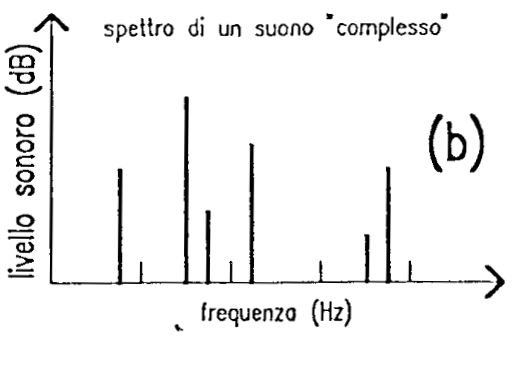 spettro di un suono "complesso"
livello sonoro (dB)
(b)
frequenza (Hz)